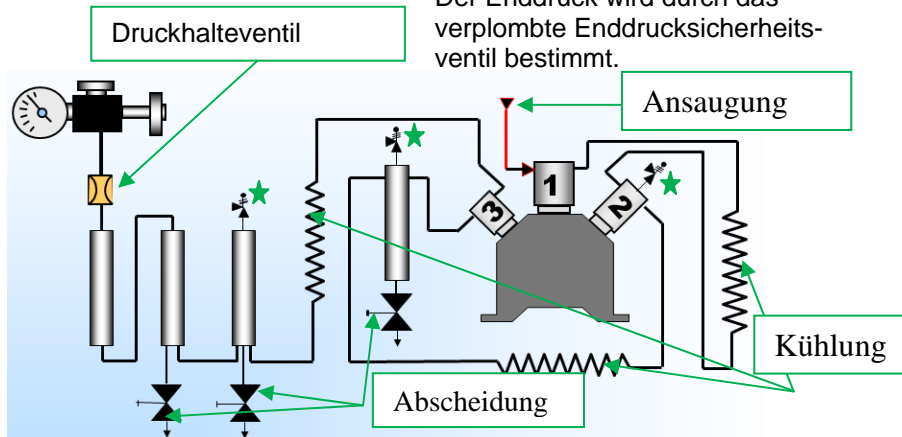 Der Enddruck wird durch das
verplombte Enddrucksicherheits-
ventil bestimmt.
Druckhalteventil
Ansaugung
1
2
3
Kühlung
Abscheidung